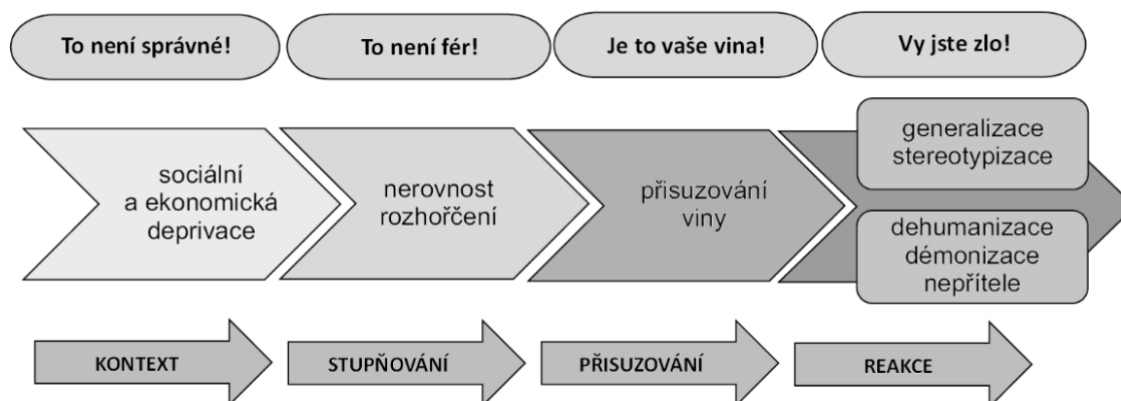 To není správné!
To není fér!
Je to vaše vina!
Vy jste zlo!
sociální
a ekonomická
deprivace
nerovnost
rozhořčení
přisuzování
viny
generalizace
stereotypizace
dehumanizace
démonizace
nepřítele
KONTEXT
STUPŇOVÁNÍ
PŘISUZOVÁNÍ
REAKCE